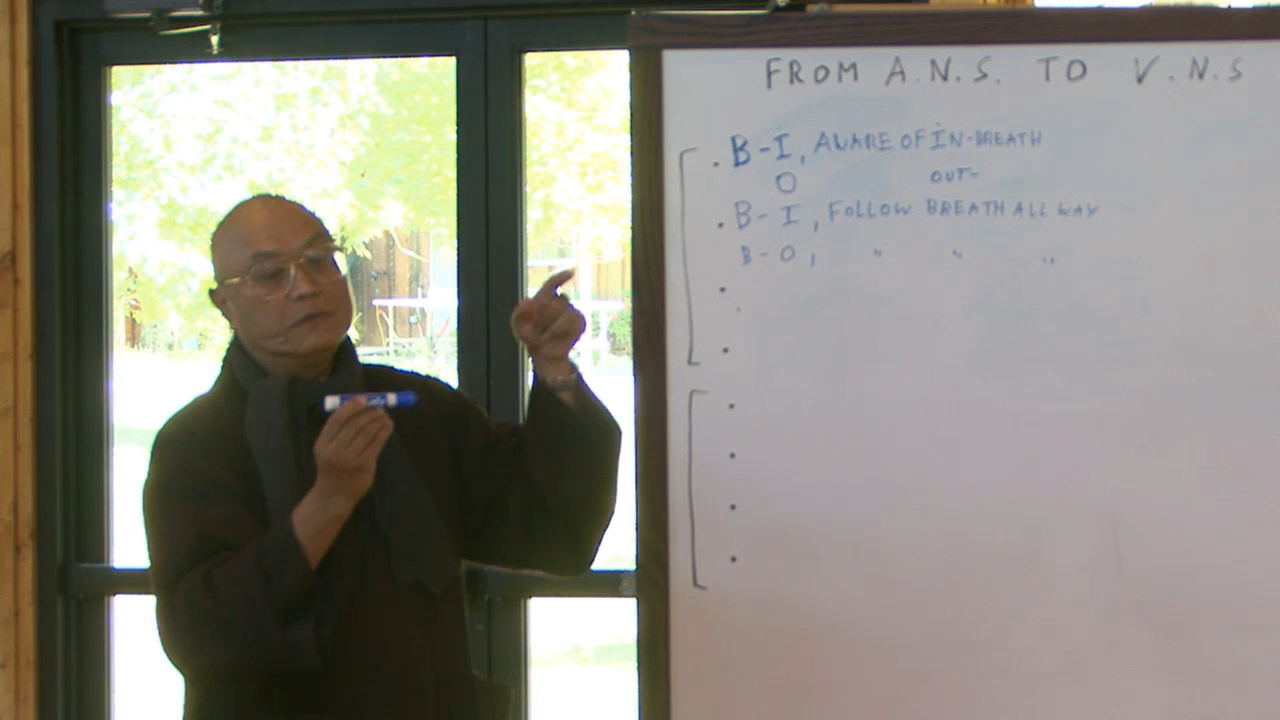 FROM A.N.S. TO V.N.S
. B-I, AWARE OF IN-BREATH
O OUT-
. B- I, FOLLOW BREATH ALL WAY
B- O, " " "